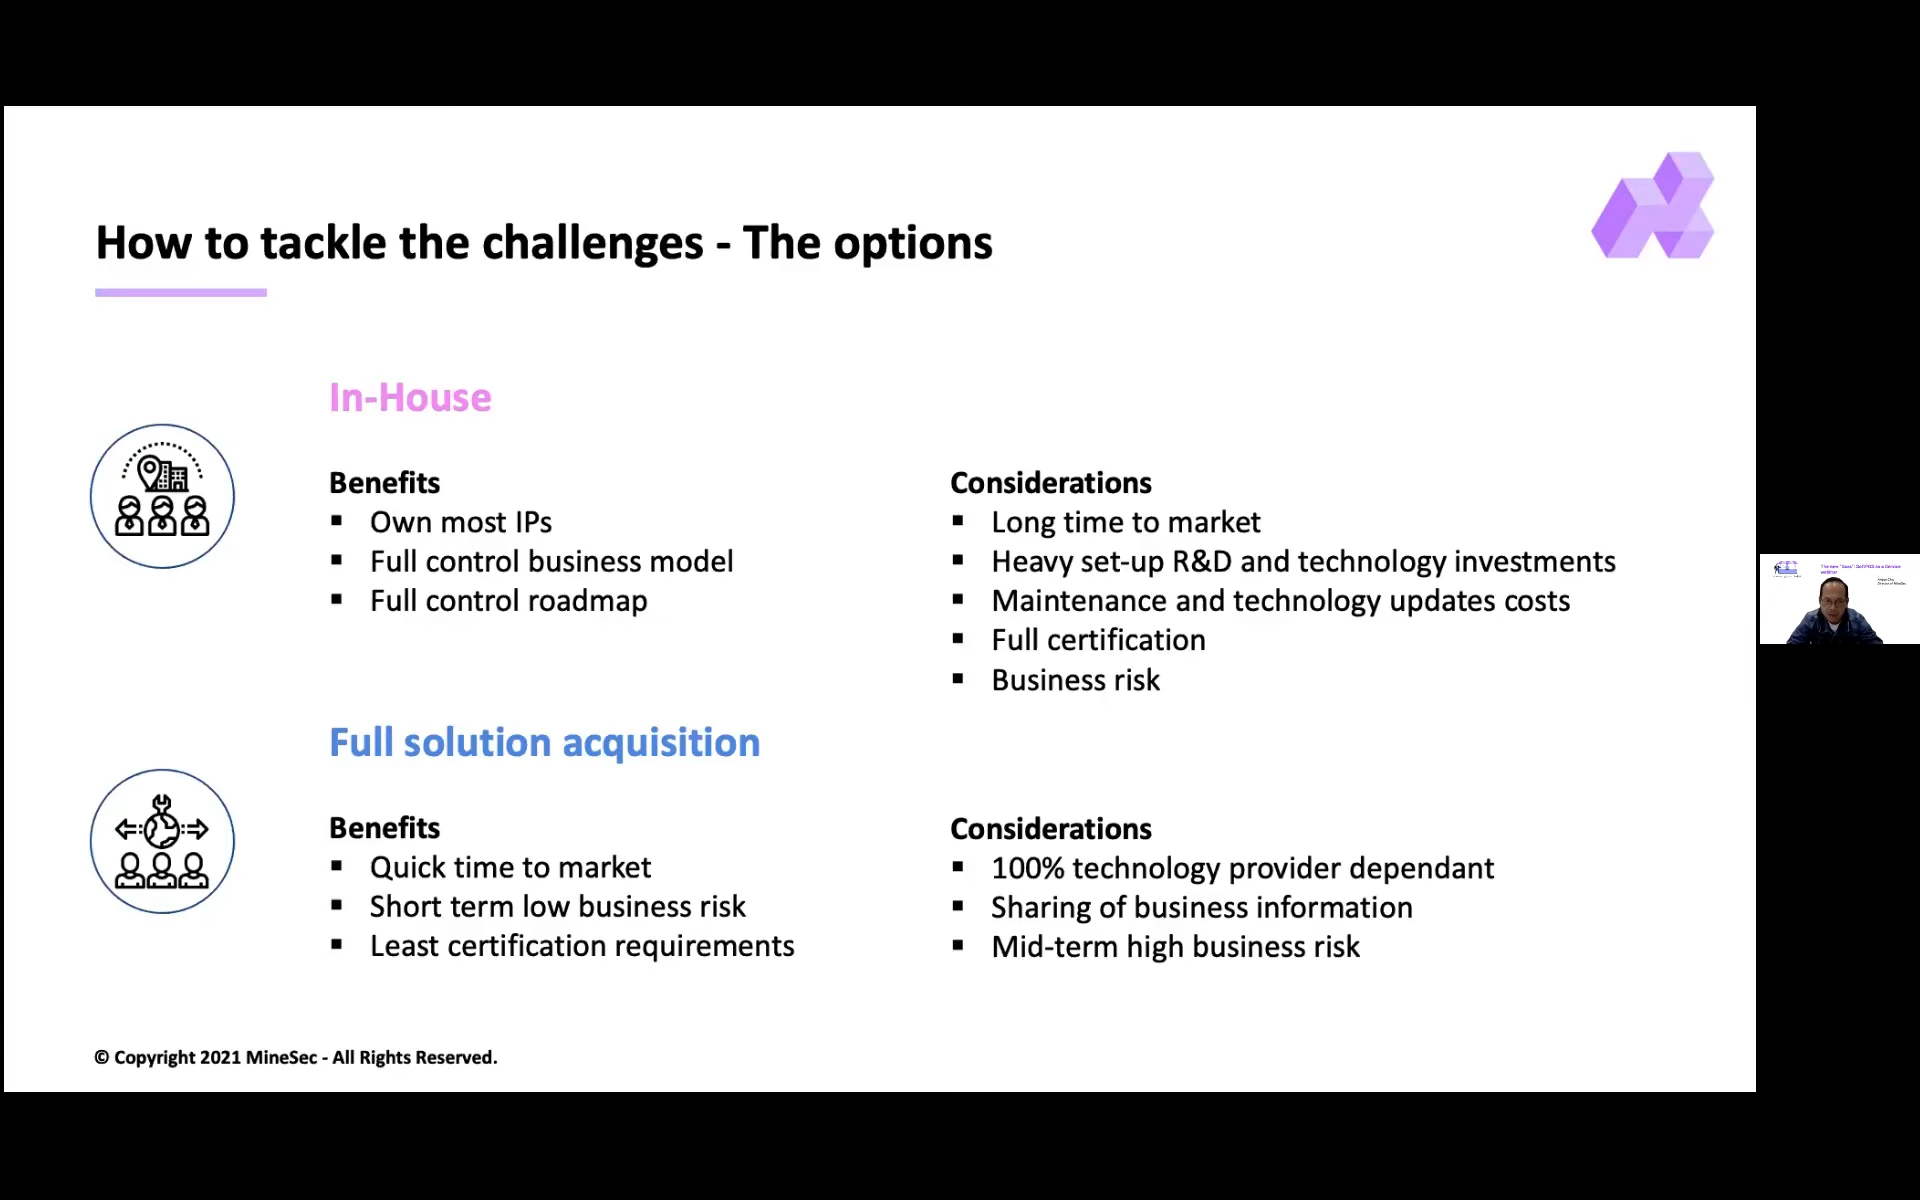 How to tackle the challenges - The options
In-House
Benefits
▪ Own most IPs
▪ Full control business model
▪ Full control roadmap
Considerations
▪ Long time to market
▪ Heavy set-up R&D and technology investments
▪ Maintenance and technology updates costs
▪ Full certification
▪ Business risk
Full solution acquisition
Benefits
▪ Quick time to market
▪ Short term low business risk
▪ Least certification requirements
Considerations
▪ 100% technology provider dependant
▪ Sharing of business information
▪ Mid-term high business risk
© Copyright 2021 MineSec - All Rights Reserved.
webinar